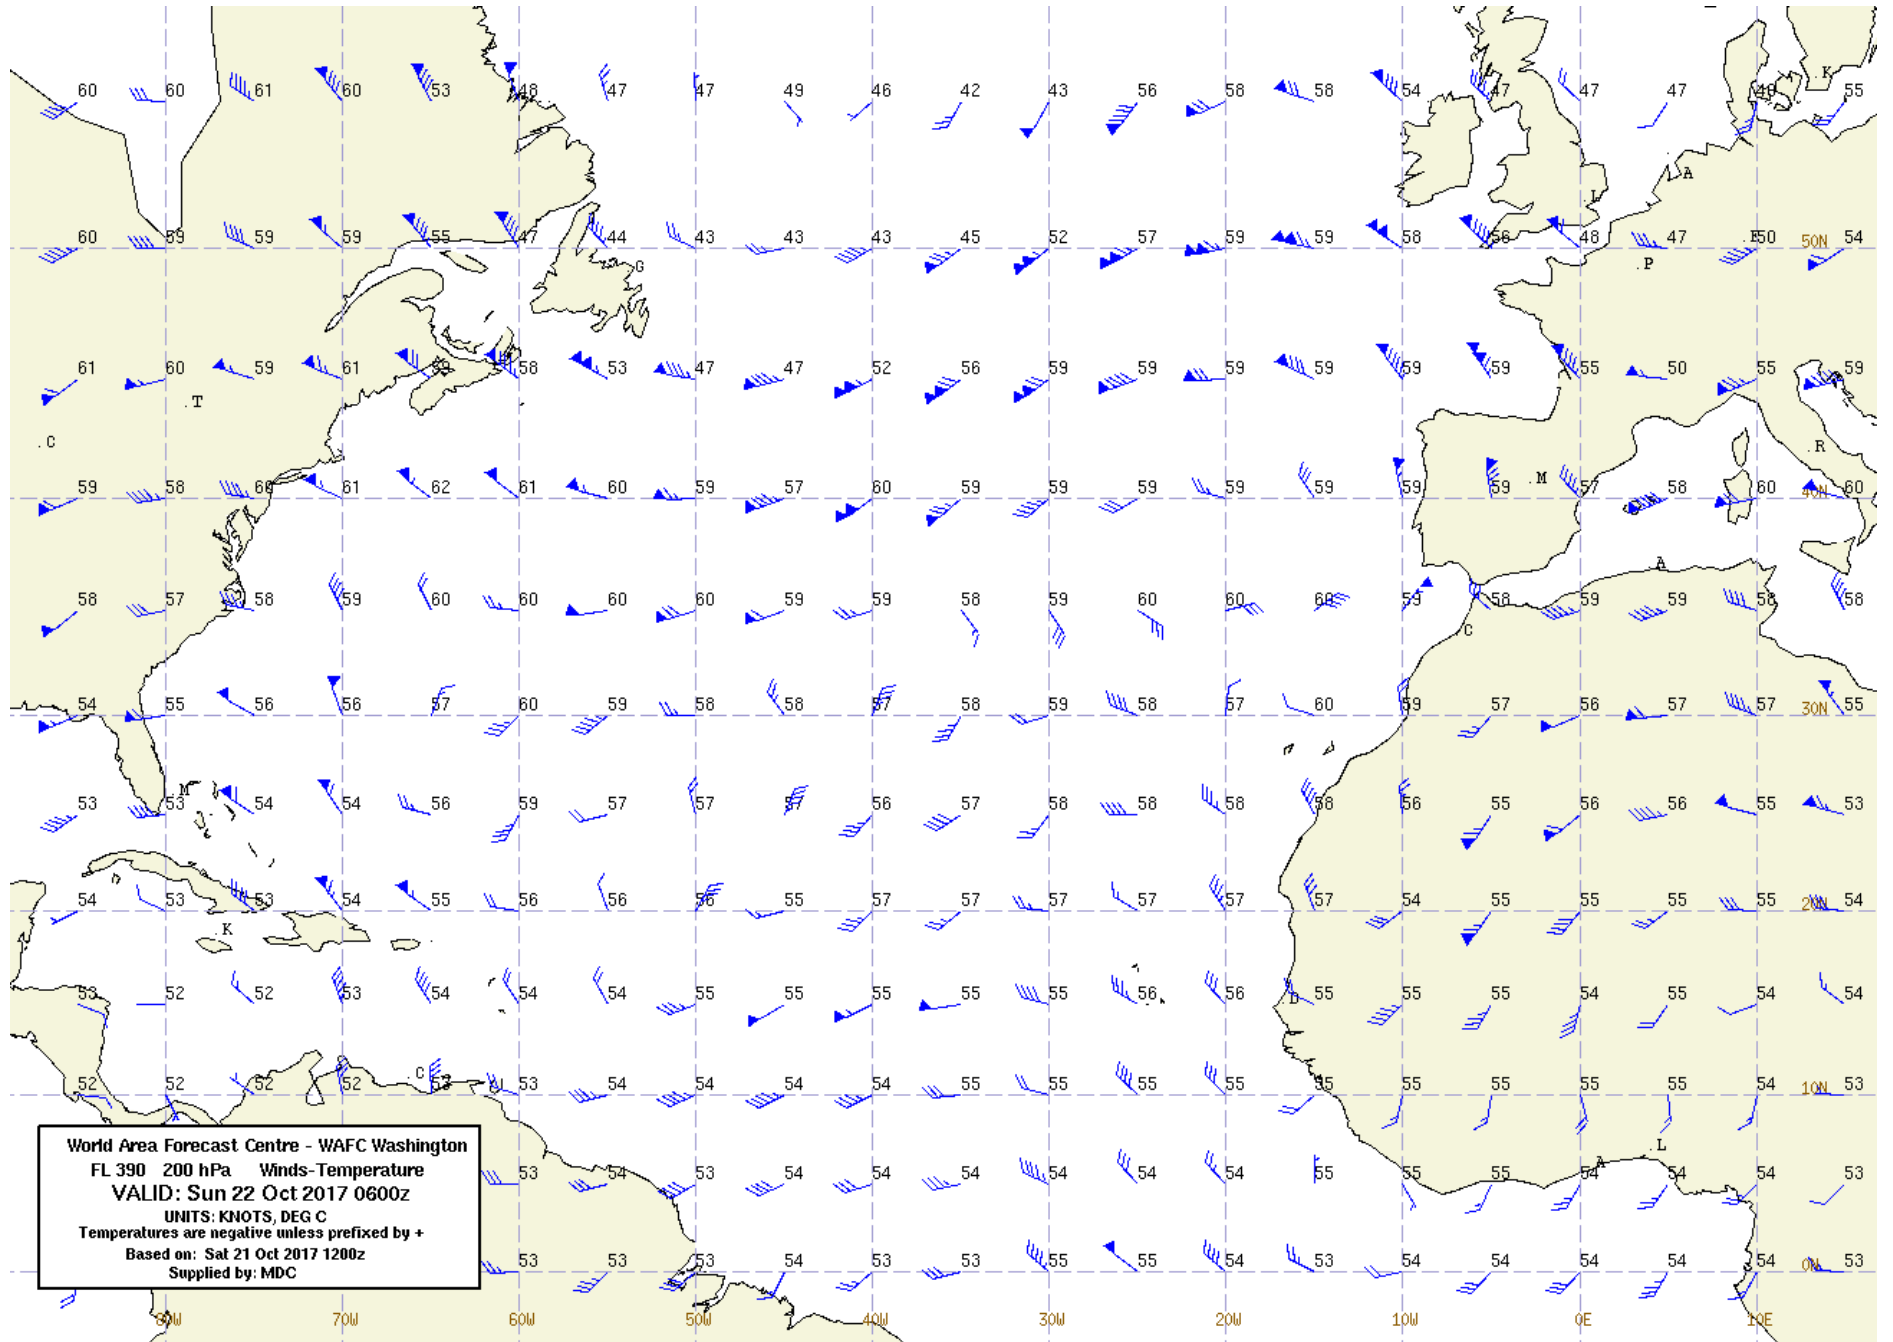 60 60 61 60 53 48 47 47 49 46 42 43 56 58 58 54 47 47 47 40 55
.K
.A
.L
60 59 59 59 55 47 44 43 43 43 45 52 57 59 59 58 56 48 47 50 54
50N
G
.P
61 60 59 61 59 58 53 47 47 52 56 59 59 59 59 59 59 55 50 55 59
.T
.C
.R
.M
59 58 60 61 62 61 60 59 57 60 59 59 59 59 59 59 59 57 58 60 60
40N
.A
58 57 58 59 60 60 60 60 59 59 58 59 60 60 60 59 58 59 59 58 58
.C
54 55 56 56 57 60 59 58 58 57 58 59 58 57 60 59 57 56 57 57 55
30N
.M
53 53 54 54 56 59 57 57 57 56 57 58 58 58 58 56 55 56 56 55 53
54 53 53 54 55 56 56 56 55 57 57 57 57 57 57 54 55 55 55 55 54
20N
.K
53 52 52 53 54 54 54 55 55 55 55 55 56 56 55 55 55 54 55 54 54
.D
.C
52 52 52 52 53 53 54 54 54 54 55 55 55 55 55 55 55 54 55 54 53
10N
.L
A
53 54 53 54 54 54 54 54 54 55 55 55 54 54 54 53
53 53 53 54 53 53 55 55 54 53 54 54 54 54 54 53
0N
World Area Forecast Centre - WAFC Washington
FL 390 200 hPa Winds-Temperature
VALID: Sun 22 Oct 2017 0600z
UNITS: KNOTS, DEG C
Temperatures are negative unless prefixed by +
Based on: Sat 21 Oct 2017 1200z
Supplied by: MDC
80W 70W 60W 50W 40W 30W 20W 10W 0E 10E